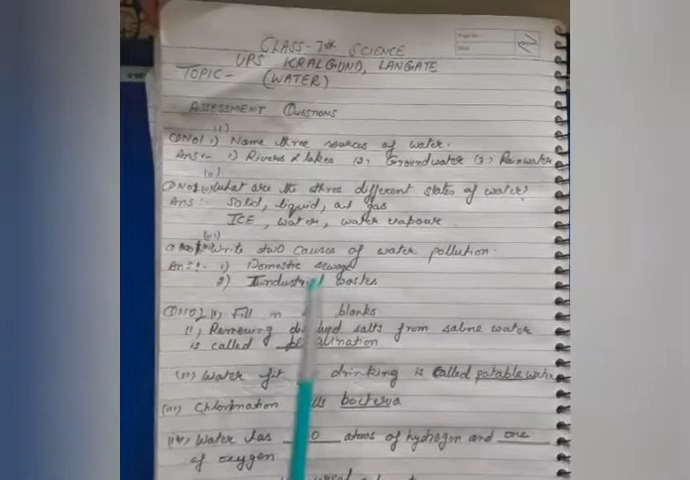 CLASS-7th SCIENCE
UPS KRALGUND, LANGATE
TOPIC- (WATER)
ASSESSMENT QUESTIONS
(i)
QNO1 i) Name three sources of water.
Ans:- 1) Rivers & lakes (2) Groundwater (3) Rainwater
(ii)
what are the three different states of water?
Ans: Solid, liquid, and gas
ICE, water, water vapour
(iii)
Write two causes of water pollution.
Ans:- 1) Domestic sewage
2) Industrial wastes
QNO2 Fill in blanks
(i) Removing salts from saline water
is called
(ii) Water fit drinking is called potable water
(iii) Chlorination bacteria
(iv) Water has atoms of hydrogen and one
of oxygen